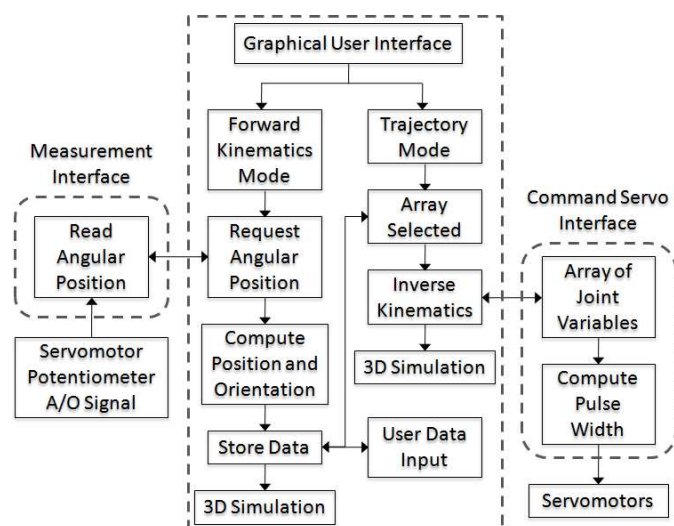 Graphical User Interface
Forward
Kinematics
Mode
Trajectory
Mode
Measurement
Interface
Command Servo
Interface
Read
Angular
Position
Request
Angular
Position
Array
Selected
Array of
Joint
Variables
Inverse
Kinematics
Servomotor
Potentiometer
A/O Signal
Compute
Position and
Orientation
3D Simulation
Compute
Pulse
Width
Store Data
User Data
Input
3D Simulation
Servomotors